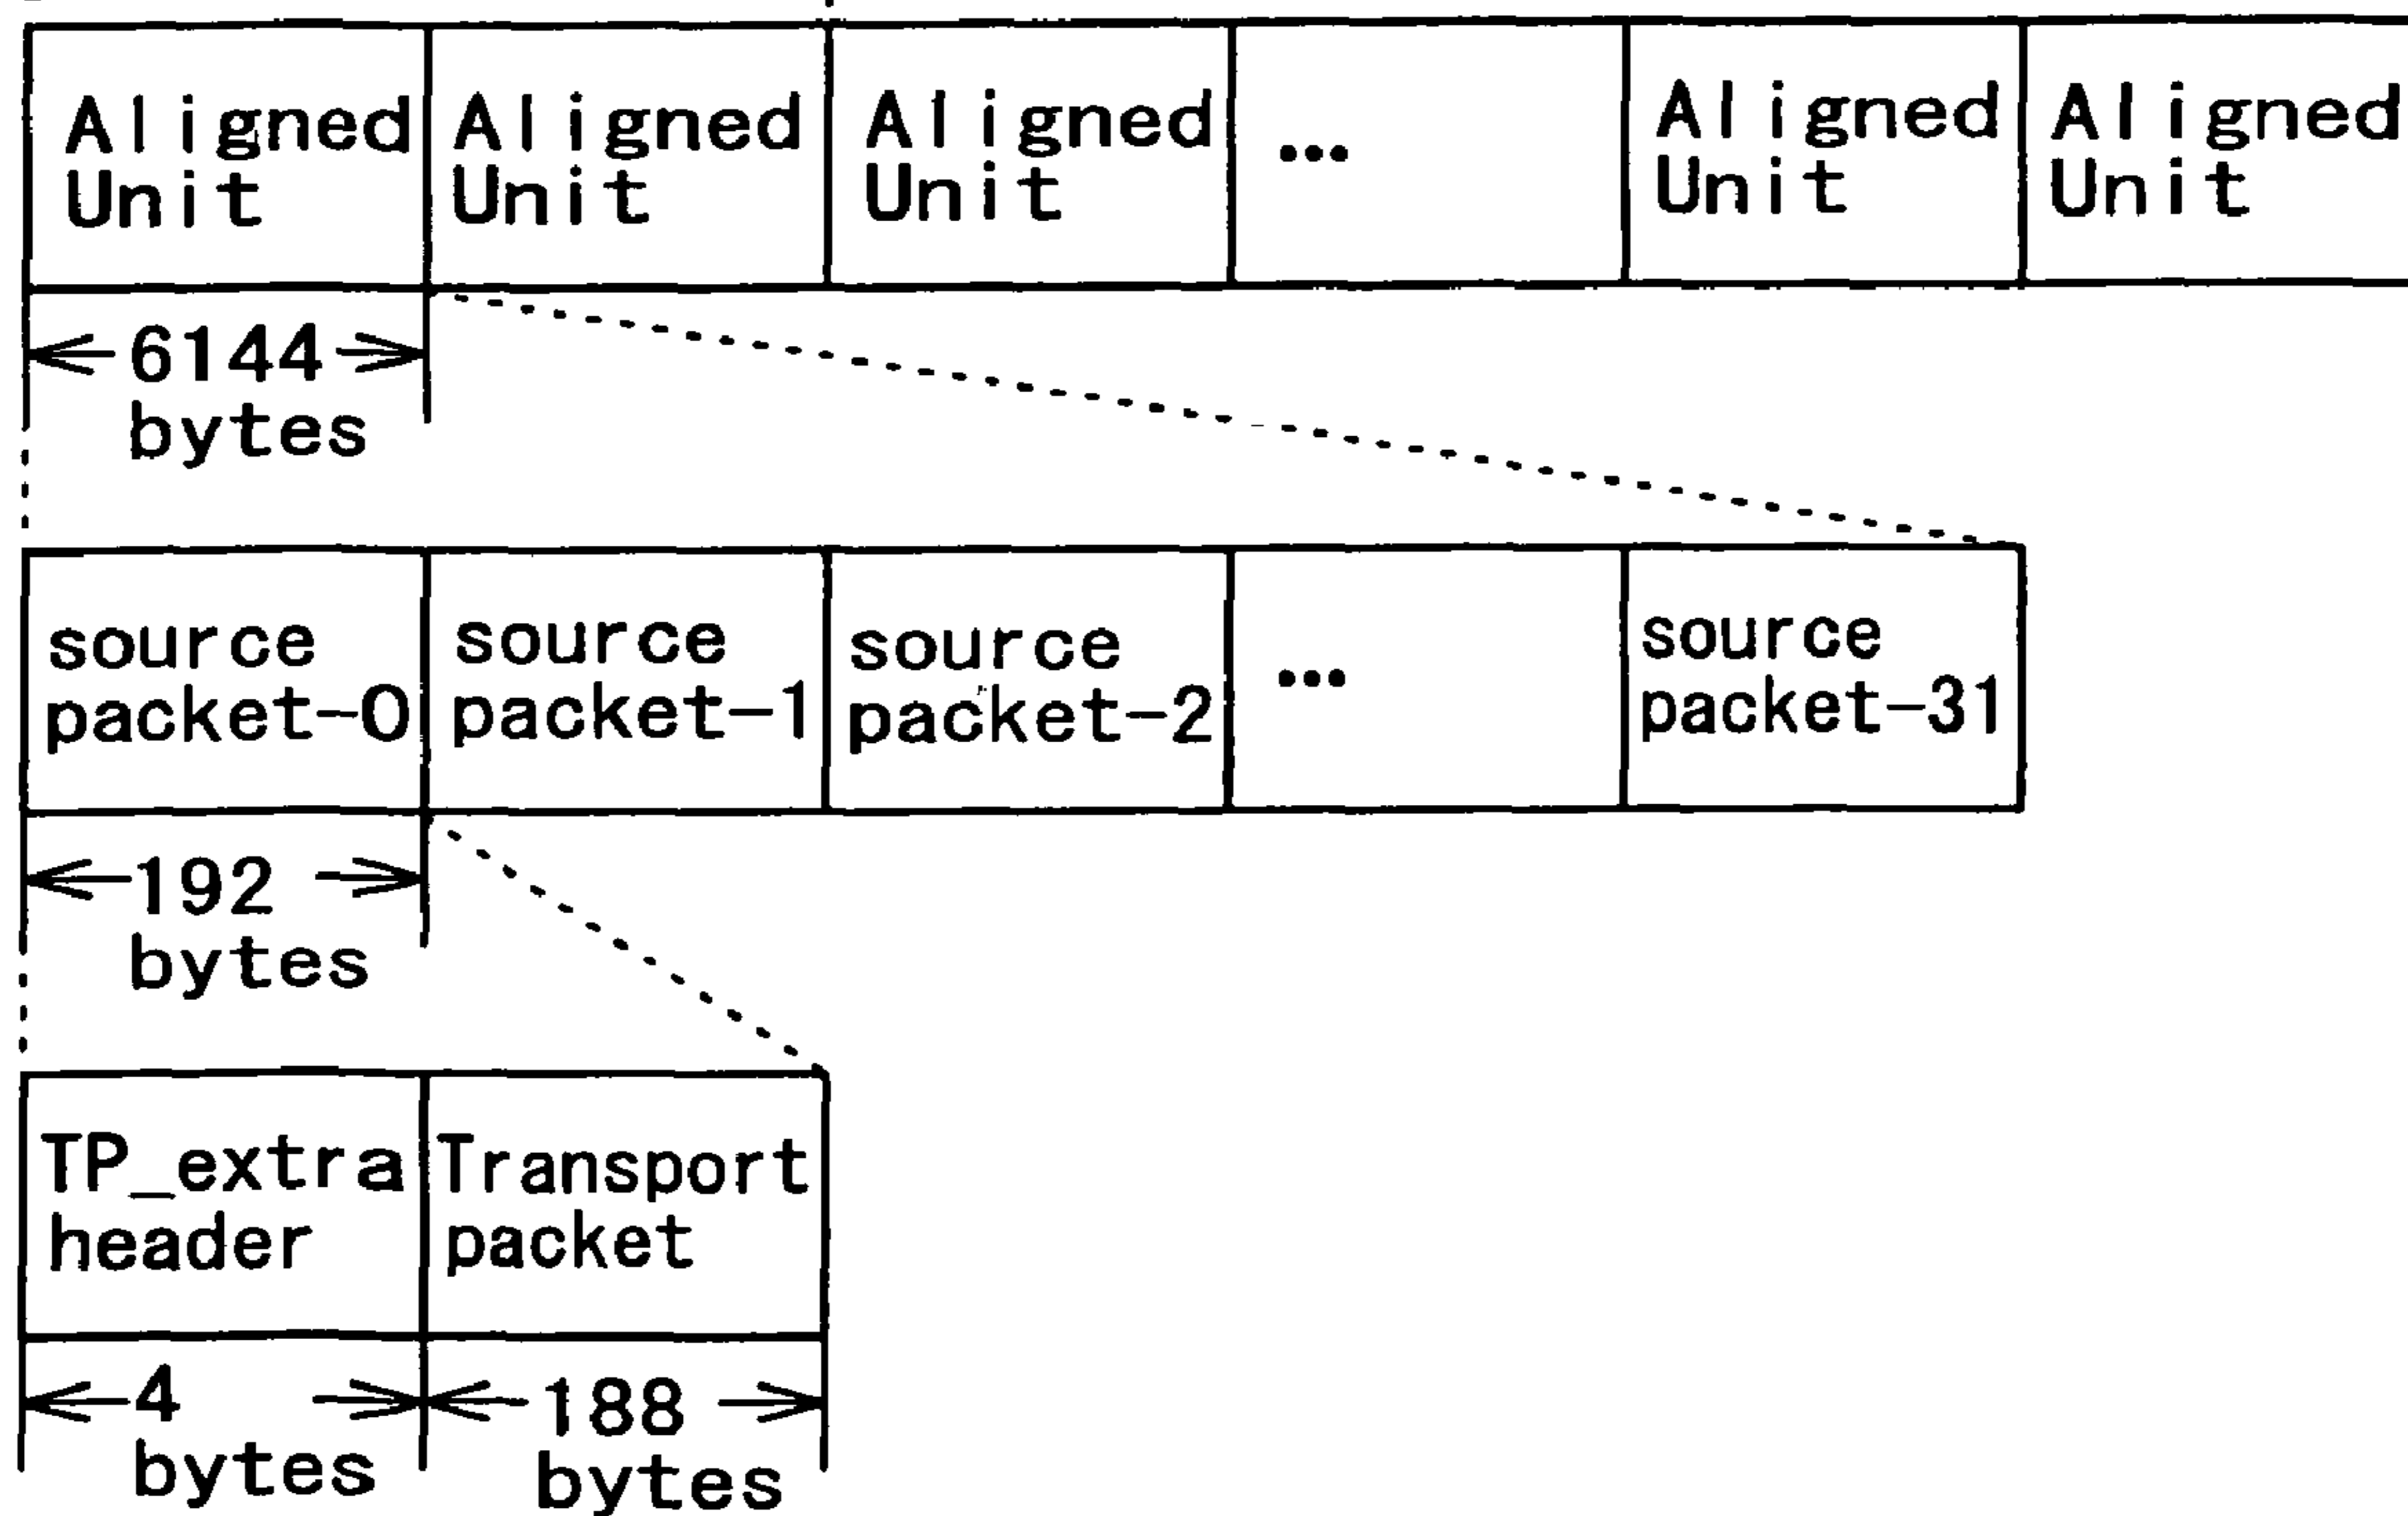 Aligned Unit
Aligned Unit
Aligned Unit
...
Aligned Unit
Aligned Unit
6144 bytes
source packet-0
source packet-1
source packet-2
...
source packet-31
192 bytes
TP_extra header
Transport packet
4 bytes
188 bytes